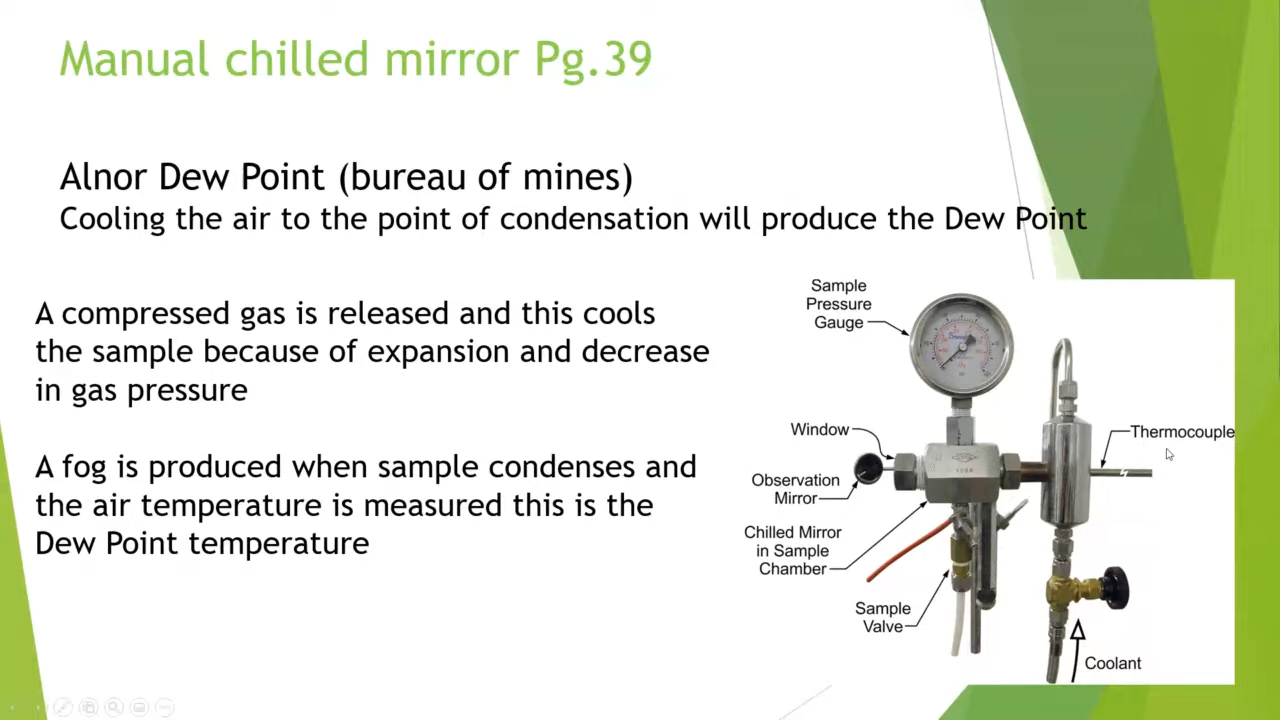 Manual chilled mirror Pg.39
Alnor Dew Point (bureau of mines)
Cooling the air to the point of condensation will produce the Dew Point
A compressed gas is released and this cools
the sample because of expansion and decrease
in gas pressure
A fog is produced when sample condenses and
the air temperature is measured this is the
Dew Point temperature
Sample
Pressure
Gauge
Window
Thermocouple
Observation
Mirror
Chilled Mirror
in Sample
Chamber
Sample
Valve
Coolant